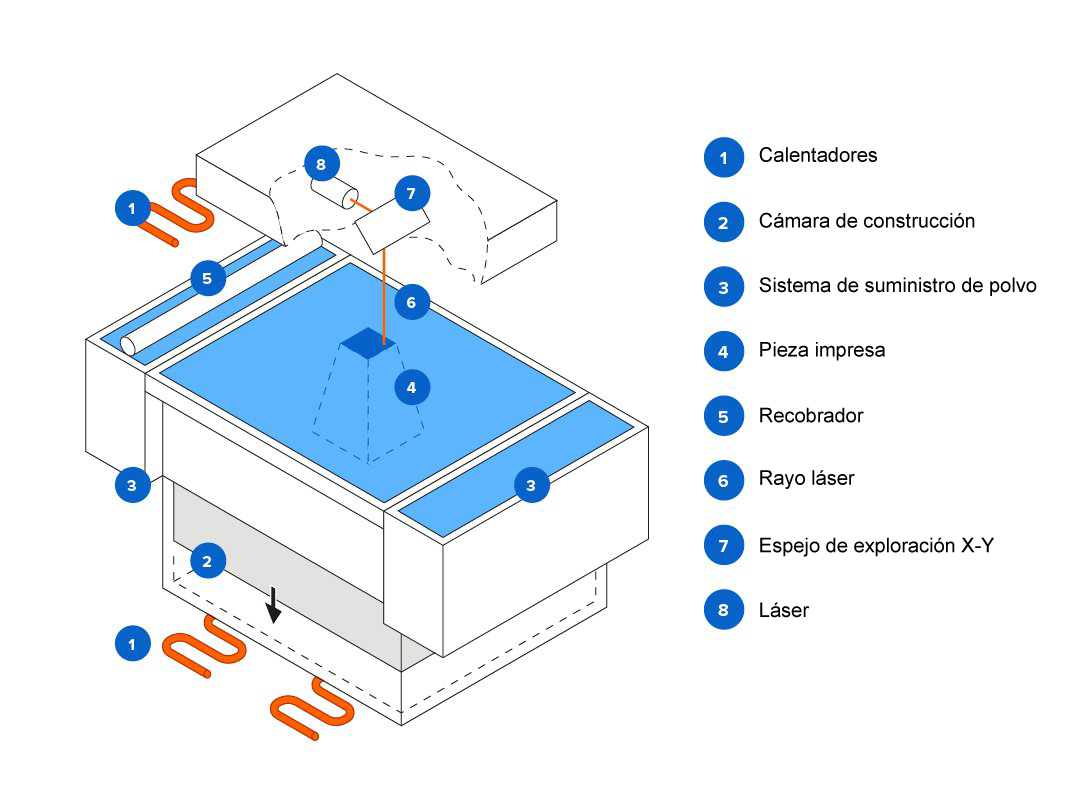 8
7
1
5
6
4
3
3
2
1
1 Calentadores
2 Cámara de construcción
3 Sistema de suministro de polvo
4 Pieza impresa
5 Recobrador
6 Rayo láser
7 Espejo de exploración X-Y
8 Láser